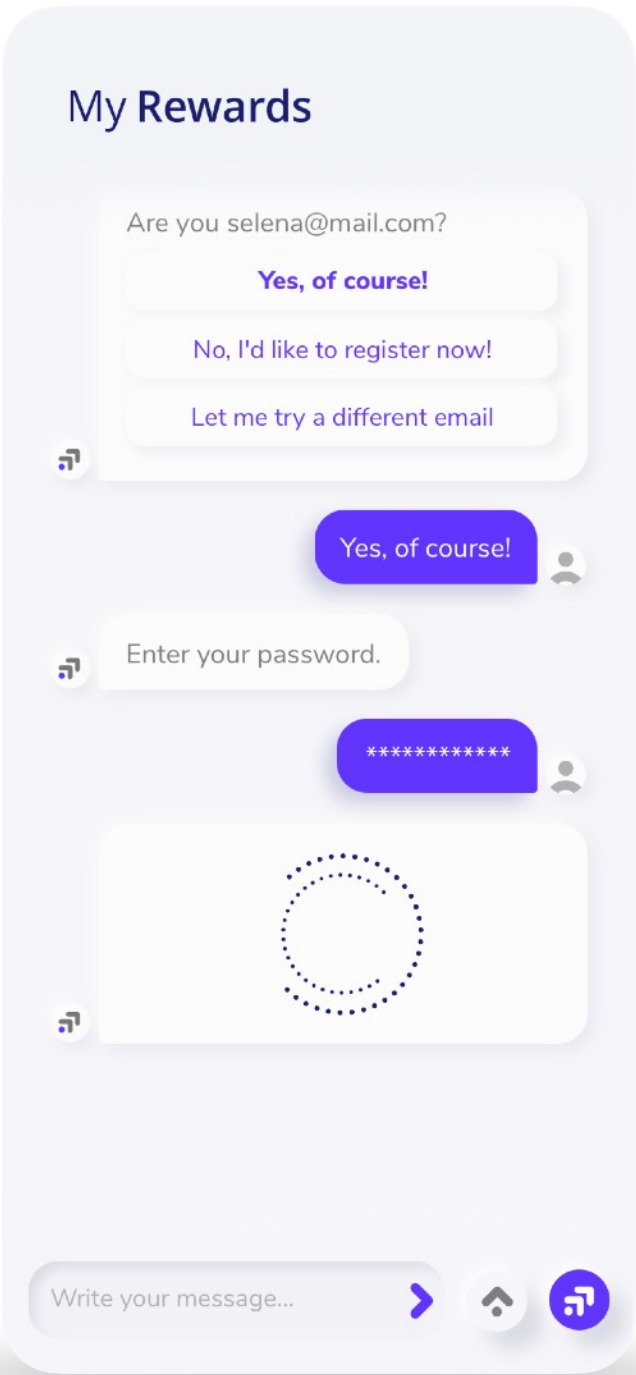 My Rewards
Are you selena@mail.com?
Yes, of course!
No, I'd like to register now!
Let me try a different email
Yes, of course!
Enter your password.
************
Write your message...